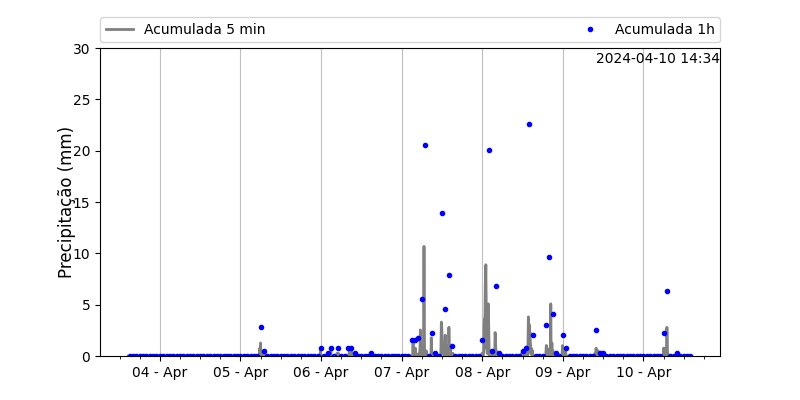 Acumulada 5 min
Acumulada 1h
2024-04-10 14:34
Precipitação (mm)
30
25
20
15
10
5
0
04 - Apr
05 - Apr
06 - Apr
07 - Apr
08 - Apr
09 - Apr
10 - Apr